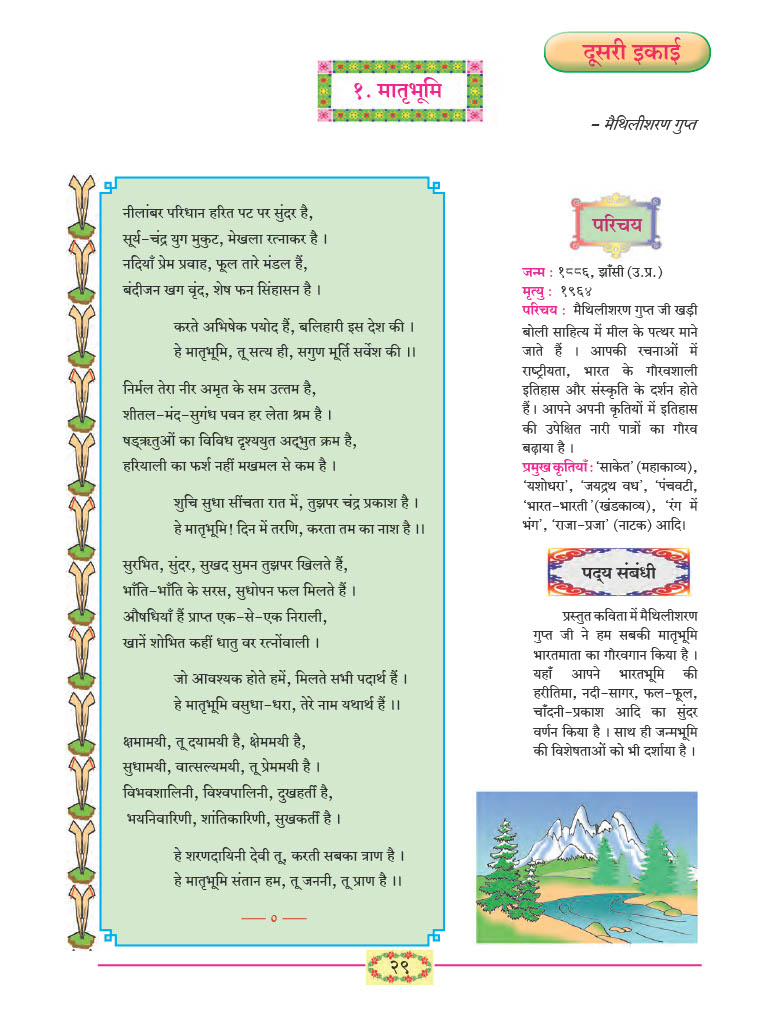 दूसरी इकाई
१. मातृभूमि
– मैथिलीशरण गुप्त
नीलांबर परिधान हरित पट पर सुंदर है,
सूर्य-चंद्र युग मुकुट, मेखला रत्नाकर है ।
नदियाँ प्रेम प्रवाह, फूल तारे मंडल हैं,
बंदीजन खग वृंद, शेष फन सिंहासन है ।
करते अभिषेक पयोद हैं, बलिहारी इस देश की ।
हे मातृभूमि, तू सत्य ही, सगुण मूर्ति सर्वेश की ।।
निर्मल तेरा नीर अमृत के सम उत्तम है,
शीतल-मंद-सुगंध पवन हर लेता श्रम है ।
षड्ऋतुओं का विविध दृश्ययुत अद्भुत क्रम है,
हरियाली का फर्श नहीं मखमल से कम है ।
शुचि सुधा सींचता रात में, तुझपर चंद्र प्रकाश है ।
हे मातृभूमि! दिन में तरणि, करता तम का नाश है ।।
सुरभित, सुंदर, सुखद सुमन तुझपर खिलते हैं,
भाँति-भाँति के सरस, सुधोपन फल मिलते हैं ।
औषधियाँ हैं प्राप्त एक-से-एक निराली,
खानें शोभित कहीं धातु वर रत्नोंवाली ।
जो आवश्यक होते हमें, मिलते सभी पदार्थ हैं ।
हे मातृभूमि वसुधा-धरा, तेरे नाम यथार्थ हैं ।।
क्षमामयी, तू दयामयी है, क्षेममयी है,
सुधामयी, वात्सल्यमयी, तू प्रेममयी है ।
विभवशालिनी, विश्वपालिनी, दुखहर्ती है,
भयनिवारिणी, शांतिकारिणी, सुखकर्ती है ।
हे शरणदायिनी देवी तू, करती सबका त्राण है ।
हे मातृभूमि संतान हम, तू जननी, तू प्राण है ।।
—— ० ——
परिचय
जन्म : १८८६, झाँसी (उ.प्र.)
मृत्यु : १९६४
परिचय : मैथिलीशरण गुप्त जी खड़ी
बोली साहित्य में मील के पत्थर माने
जाते हैं । आपकी रचनाओं में
राष्ट्रीयता, भारत के गौरवशाली
इतिहास और संस्कृति के दर्शन होते
हैं। आपने अपनी कृतियों में इतिहास
की उपेक्षित नारी पात्रों का गौरव
बढ़ाया है ।
प्रमुख कृतियाँ : ‘साकेत’ (महाकाव्य),
‘यशोधरा’, ‘जयद्रथ वध’, ‘पंचवटी,
‘भारत-भारती’(खंडकाव्य), ‘रंग में
भंग’, ‘राजा-प्रजा’ (नाटक) आदि।
पद्य संबंधी
प्रस्तुत कविता में मैथिलीशरण
गुप्त जी ने हम सबकी मातृभूमि
भारतमाता का गौरवगान किया है ।
यहाँ आपने भारतभूमि की
हरीतिमा, नदी-सागर, फल-फूल,
चाँदनी-प्रकाश आदि का सुंदर
वर्णन किया है । साथ ही जन्मभूमि
की विशेषताओं को भी दर्शाया है ।
२९